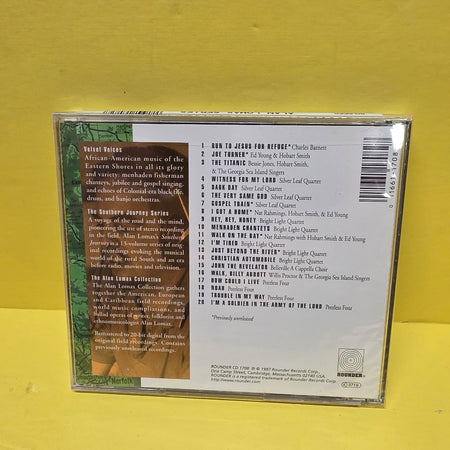 Velvet Voices
African-American music of the
Eastern Shores in all its glory
and variety: menhaden fisherman
chanteys, jubilee and gospel singing,
and echoes of Colonial-era black fife,
drum, and banjo orchestras.
The Southern Journey Series
A voyage of the road and the mind,
pioneering the use of stereo recording
in the field, Alan Lomax's Southern
Journey is a 13-volume series of orig-
inal recordings evoking the musical
world of the rural South and an era
before radio, movies and television.
The Alan Lomax Collection
The Alan Lomax Collection gathers
together the American, European
and Caribbean field recordings,
world music compilations, and
ballad operas of writer, folklorist and
ethnomusicologist Alan Lomax.
Remastered to 20-bit digital from the
original field recordings. Contains
previously unreleased recordings.
Norfolk
1 RUN TO JESUS FOR REFUGE* Charles Barnett
2 JOE TURNER* Ed Young & Hobart Smith
3 THE TITANIC Bessie Jones, Hobart Smith,
& The Georgia Sea Island Singers
4 WITNESS FOR MY LORD Silver Leaf Quartet
5 DARK DAY Silver Leaf Quartet
6 THE VERY SAME GOD Silver Leaf Quartet
7 GOSPEL TRAIN* Silver Leaf Quartet
8 I GOT A HOME* Nat Rahmings, Hobart Smith, & Ed Young
9 HEY, HEY, HONEY Bright Light Quartet
10 MENHADEN CHANTEYS Bright Light Quartet
11 WALK ON THE DAY* Nat Rahmings with Hobart Smith & Ed Young
12 I'M TIRED Bright Light Quartet
13 JUST BEYOND THE RIVER* Bright Light Quartet
14 CHRISTIAN AUTOMOBILE Bright Light Quartet
15 JOHN THE REVELATOR Belleville A Cappella Choir
16 WALK, BILLY ABBOTT Willis Proctor & The Georgia Sea Island Singers
17 HOW COULD I LIVE Peerless Four
18 NOAH Peerless Four
19 TROUBLE IN MY WAY Peerless Four
20 I'M A SOLDIER IN THE ARMY OF THE LORD Peerless Four
*Previously unreleased
ROUNDER CD 1708 ℗ © 1997 Rounder Records Corp.,
One Camp Street, Cambridge, Massachusetts 02140 USA.
ROUNDER is a registered trademark of Rounder Records Corp.
http://www.rounder.com
ROUNDER